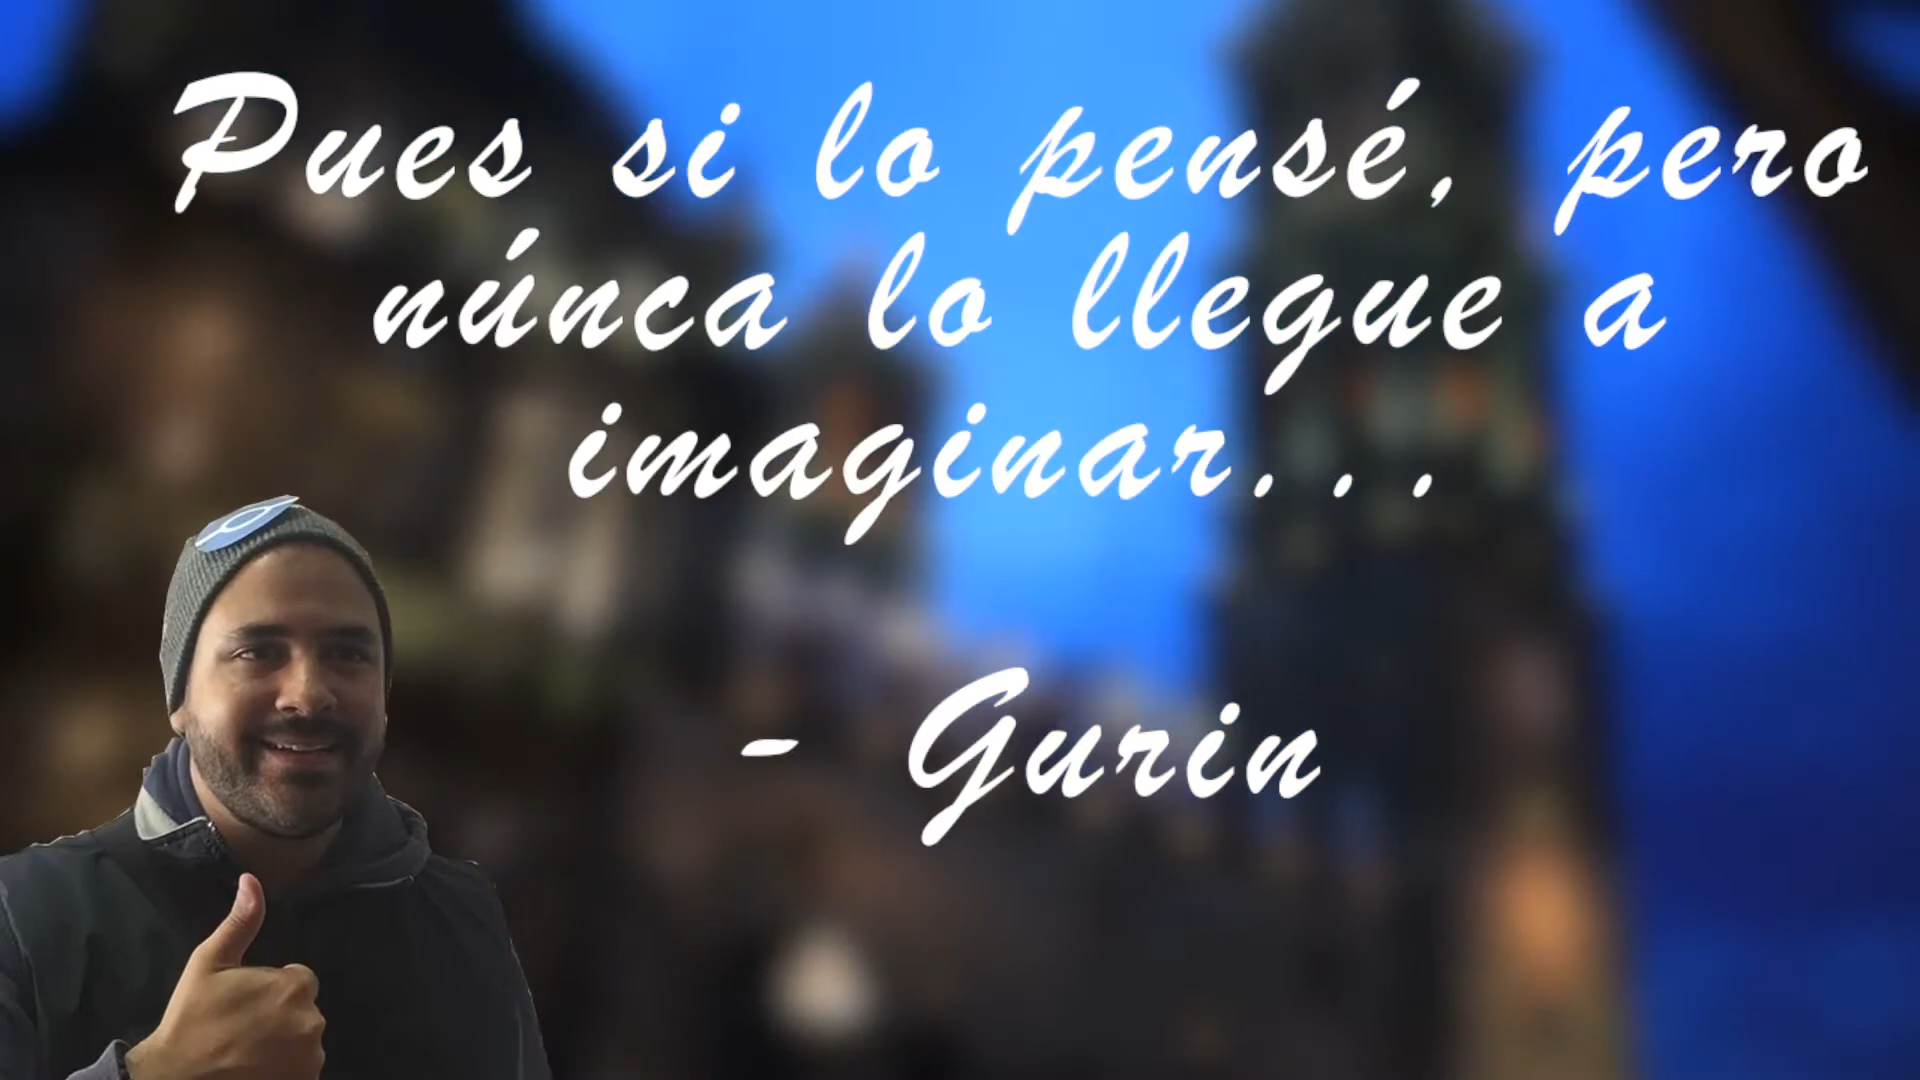 Pues si lo pensé, pero
núnca lo llegue a
imaginar...
- Gurin